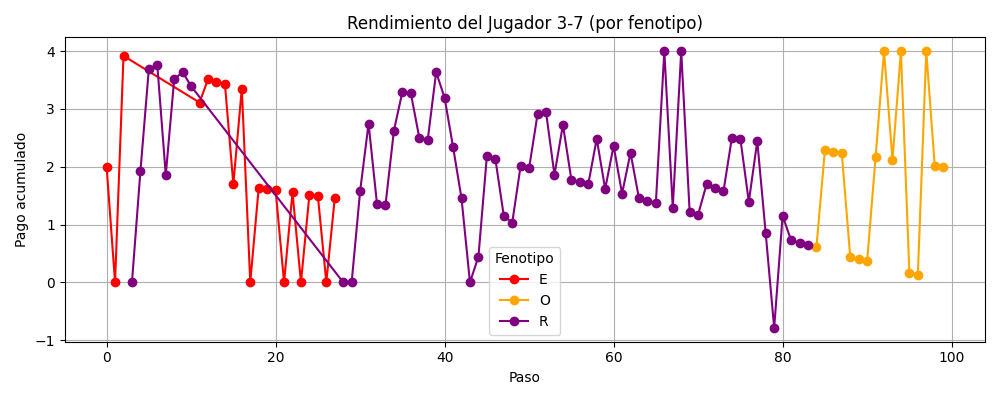 Rendimiento del Jugador 3-7 (por fenotipo)
Pago acumulado
4
3
2
1
0
−1
Fenotipo
E
O
R
0 20 40 60 80 100
Paso